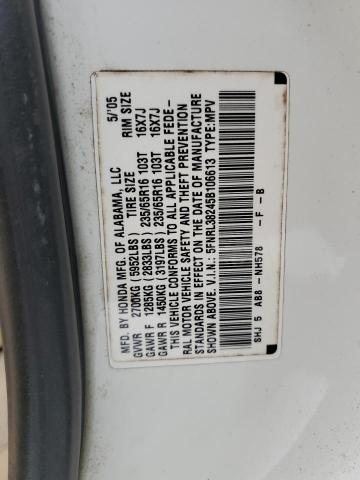 MFD. BY HONDA MFG. OF ALABAMA, LLC 5/'05
TIRE SIZE RIM SIZE
GVWR 2700KG (5952LBS)
GAWR F 1285KG (2833LBS) 235/65R16 103T 16X7J
GAWR R 1450KG (3197LBS) 235/65R16 103T 16X7J
THIS VEHICLE CONFORMS TO ALL APPLICABLE FEDE-
RAL MOTOR VEHICLE SAFETY AND THEFT PREVENTION
STANDARDS IN EFFECT ON THE DATE OF MANUFACTURE
SHOWN ABOVE. V.I.N.: 5FNRL38245B106613 TYPE:MPV
SHJ 5 AB8 -NH578 - F - B